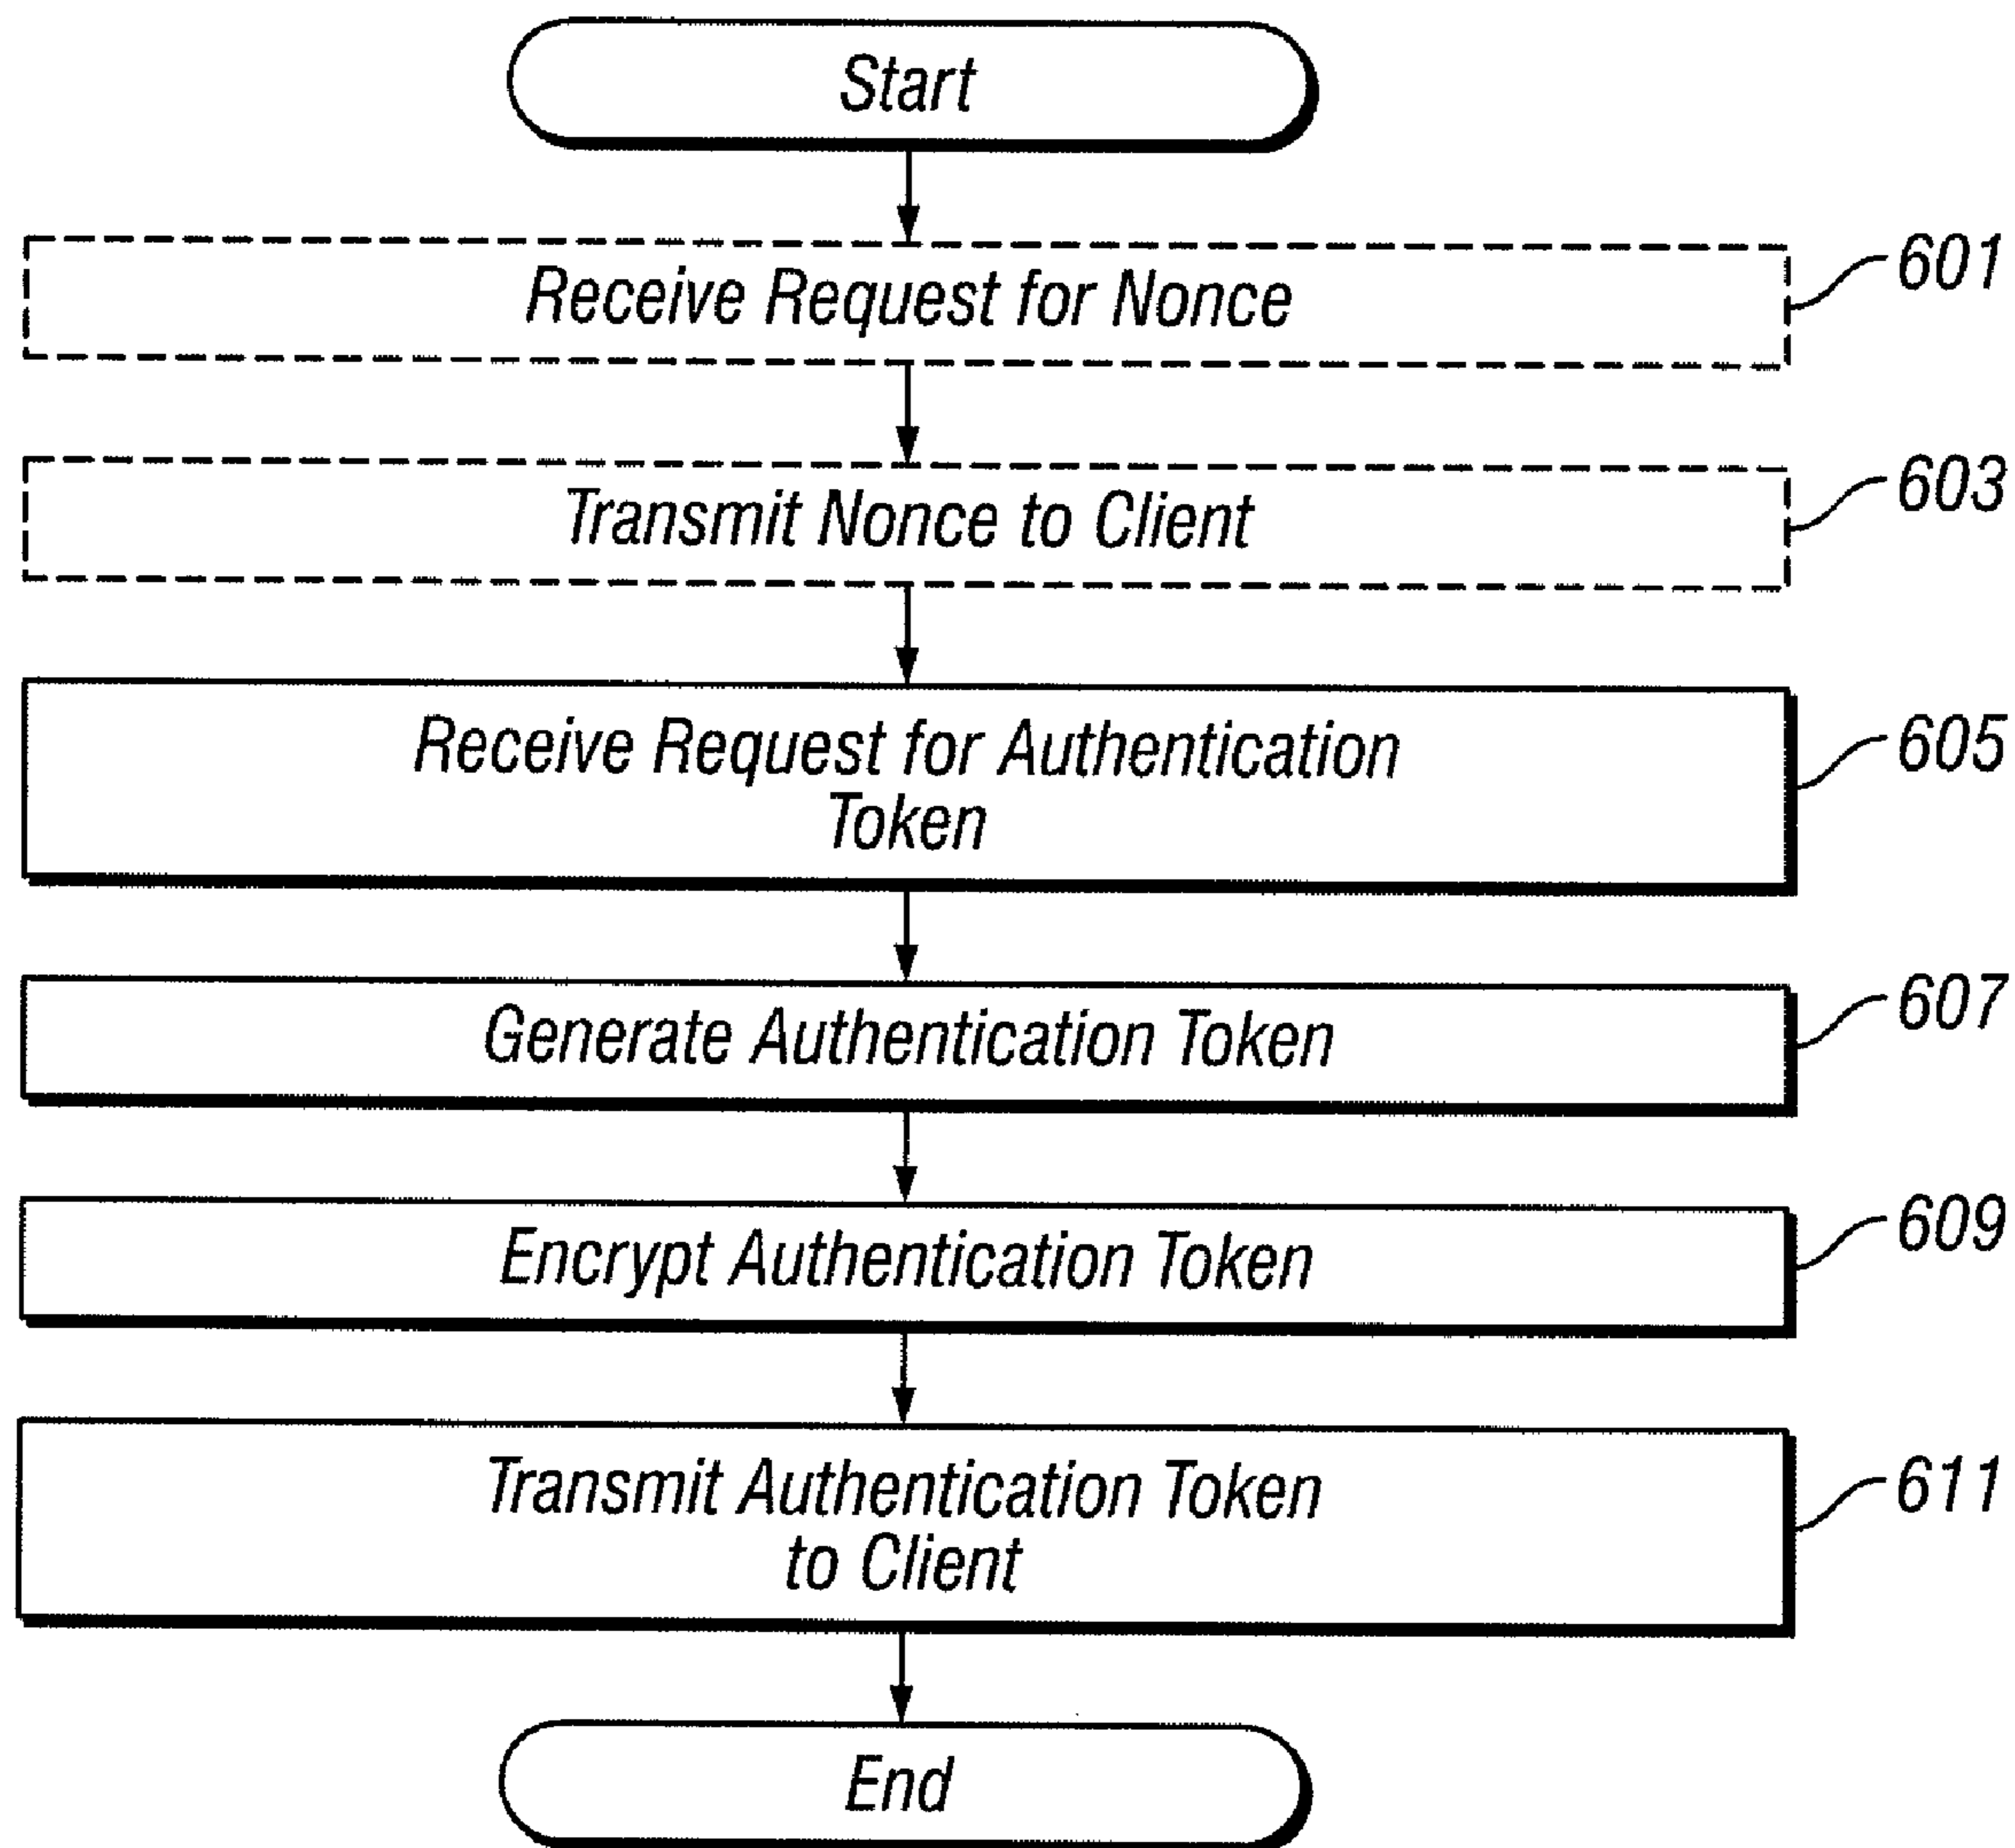 Start
Receive Request for Nonce
601
Transmit Nonce to Client
603
Receive Request for Authentication
Token
605
Generate Authentication Token
607
Encrypt Authentication Token
609
Transmit Authentication Token
to Client
611
End